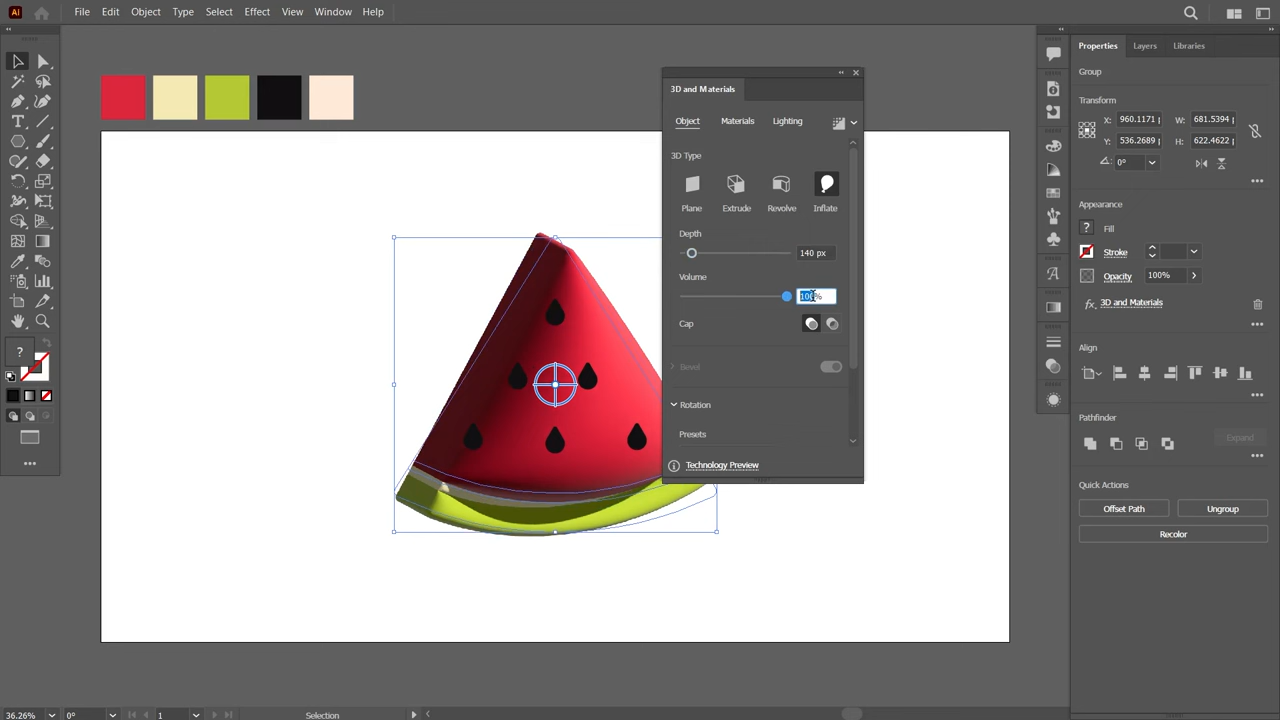 Ai File Edit Object Type Select Effect View Window Help
3D and Materials
Object Materials Lighting
3D Type
Plane Extrude Revolve Inflate
Depth
140 px
Volume
100%
Cap
Bevel
Rotation
Presets
Technology Preview
Properties Layers Libraries
Group
Transform
X: 960.1171 W: 681.5394
Y: 536.2689 H: 622.4622
0°
Appearance
? Fill
Stroke
Opacity 100%
fx 3D and Materials
Align
Pathfinder
Expand
Quick Actions
Offset Path Ungroup
Recolor
?
36.26% 0° 1 Selection